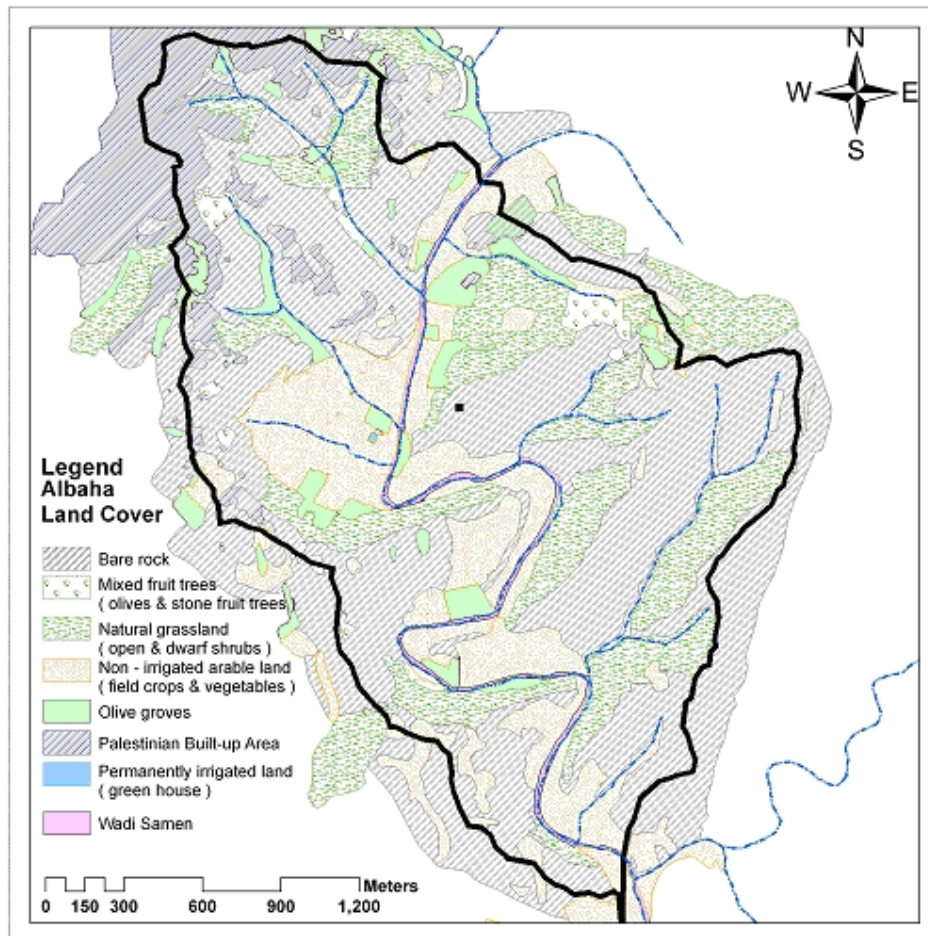 N
W E
S
Legend
Albaha
Land Cover
Bare rock
Mixed fruit trees
( olives & stone fruit trees )
Natural grassland
( open & dwarf shrubs )
Non - irrigated arable land
( field crops & vegetables )
Olive groves
Palestinian Built-up Area
Permanently irrigated land
( green house )
Wadi Samen
Meters
0 150 300 600 900 1,200